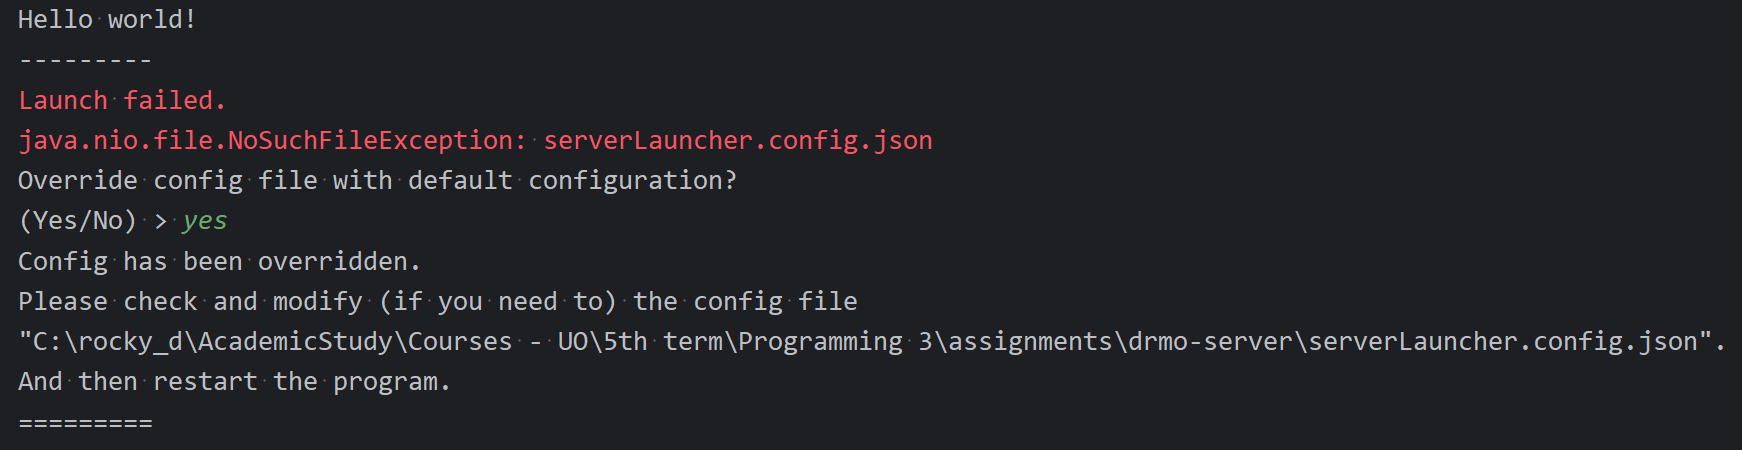 Hello world!
---------
Launch failed.
java.nio.file.NoSuchFileException: serverLauncher.config.json
Override config file with default configuration?
(Yes/No) > yes
Config has been overridden.
Please check and modify (if you need to) the config file
"C:\rocky_d\AcademicStudy\Courses - UO\5th term\Programming 3\assignments\drmo-server\serverLauncher.config.json".
And then restart the program.
=========